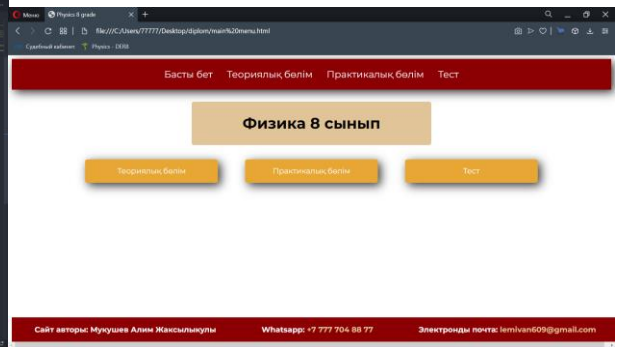 Меню Physics 8 grade
file:///C:/Users/77777/Desktop/diplom/main%20menu.html
Судебный кабинет Physics - DERB
Басты бет Теориялық бөлім Практикалық бөлім Тест
Физика 8 сынып
Теориялық бөлім Практикалық бөлім Тест
Сайт авторы: Мукушев Алим Жаксылыкулы Whatsapp: +7 777 704 88 77 Электронды почта: lemivan609@gmail.com